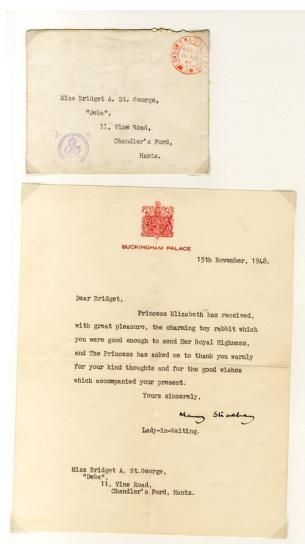 Miss Bridget A. St. George,
"Deha",
11, Vine Road,
Chandler's Ford,
Hants.
BUCKINGHAM PALACE
15th November, 1948.
Dear Bridget,
Princess Elizabeth has received,
with great pleasure, the charming toy rabbit which
you were good enough to send Her Royal Highness,
and The Princess has asked me to thank you warmly
for your kind thoughts and for the good wishes
which accompanied your present.
Yours sincerely,
Lady-in-Waiting.
Miss Bridget A. St.George,
"Deha",
11, Vine Road,
Chandler's Ford, Hants.